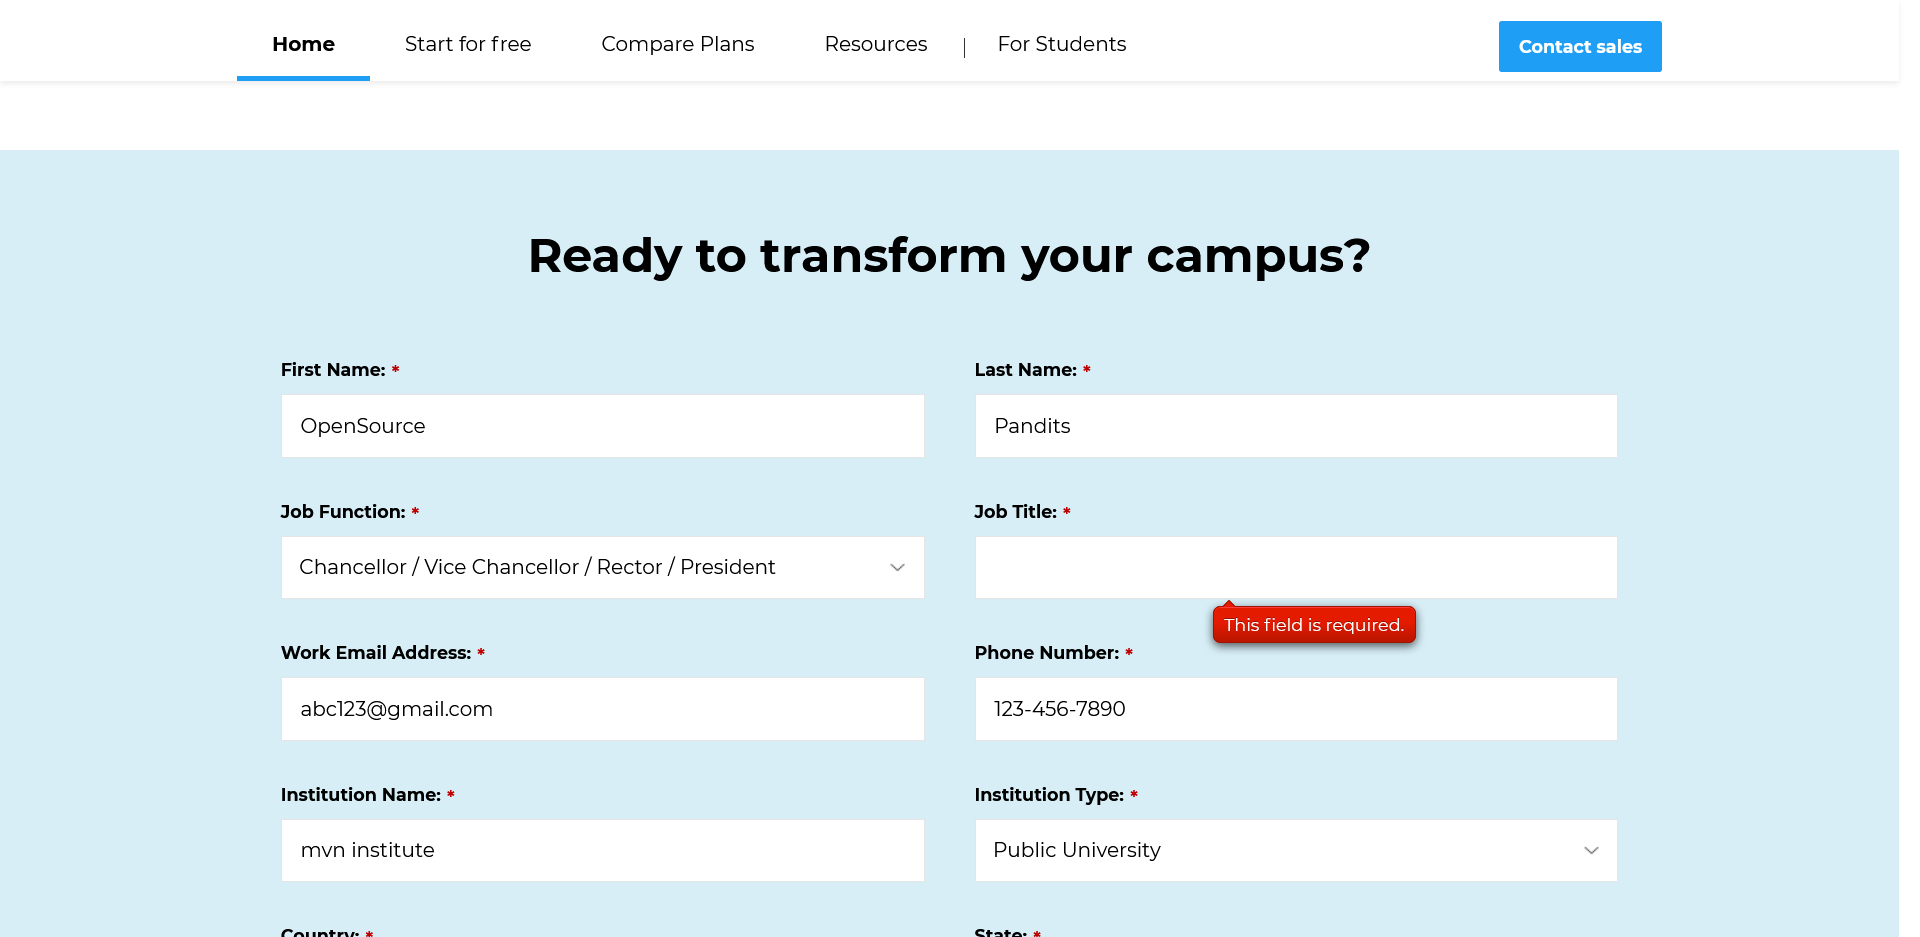 Home Start for free Compare Plans Resources | For Students Contact sales
Ready to transform your campus?
First Name: * Last Name: *
OpenSource Pandits
Job Function: * Job Title: *
Chancellor / Vice Chancellor / Rector / President
This field is required.
Work Email Address: * Phone Number: *
abc123@gmail.com 123-456-7890
Institution Name: * Institution Type: *
mvn institute Public University
Country: * State: *